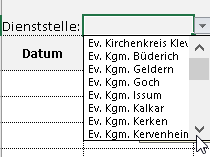 Dienststelle:
Datum
Ev. Kirchenkreis Klev
Ev. Kgm. Büderich
Ev. Kgm. Geldern
Ev. Kgm. Goch
Ev. Kgm. Issum
Ev. Kgm. Kalkar
Ev. Kgm. Kerken
Ev. Kgm. Kervenheim